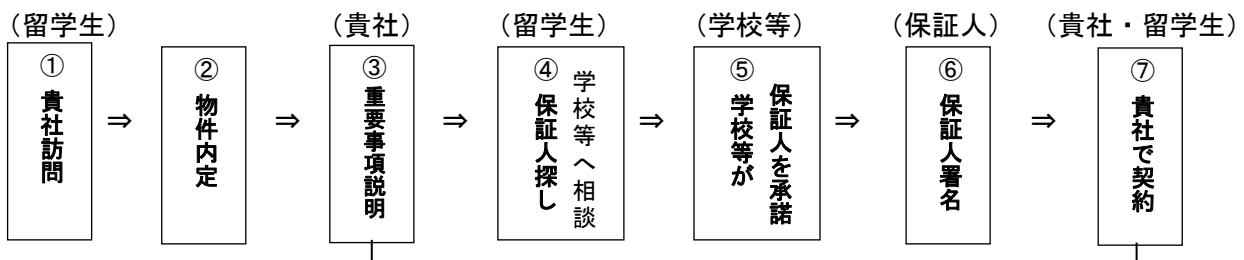 （留学生）
（貴社）
（留学生）
（学校等）
（保証人）
（貴社・留学生）
① 貴社訪問
⇒
② 物件内定
⇒
③ 重要事項説明
⇒
④ 保証人探し
学校等へ相談
⇒
⑤ 学校等が
保証人を承諾
⇒
⑥ 保証人署名
⇒
⑦ 貴社で契約